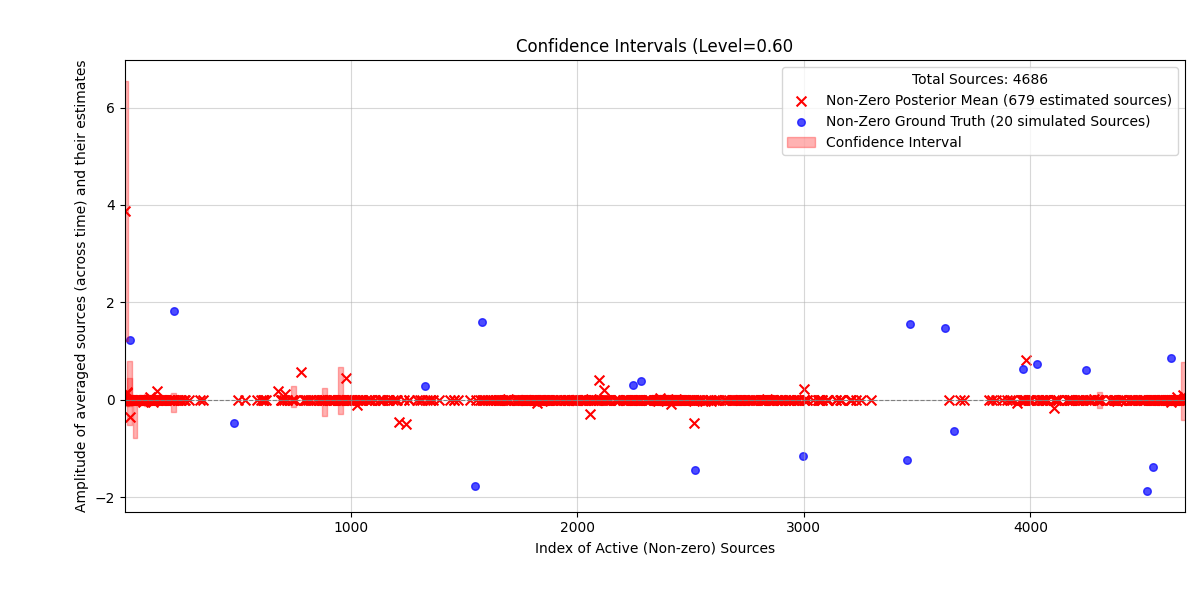 Confidence Intervals (Level=0.60
Amplitude of averaged sources (across time) and their estimates
6
4
2
0
−2
Total Sources: 4686
Non-Zero Posterior Mean (679 estimated sources)
Non-Zero Ground Truth (20 simulated Sources)
Confidence Interval
1000
2000
3000
4000
Index of Active (Non-zero) Sources